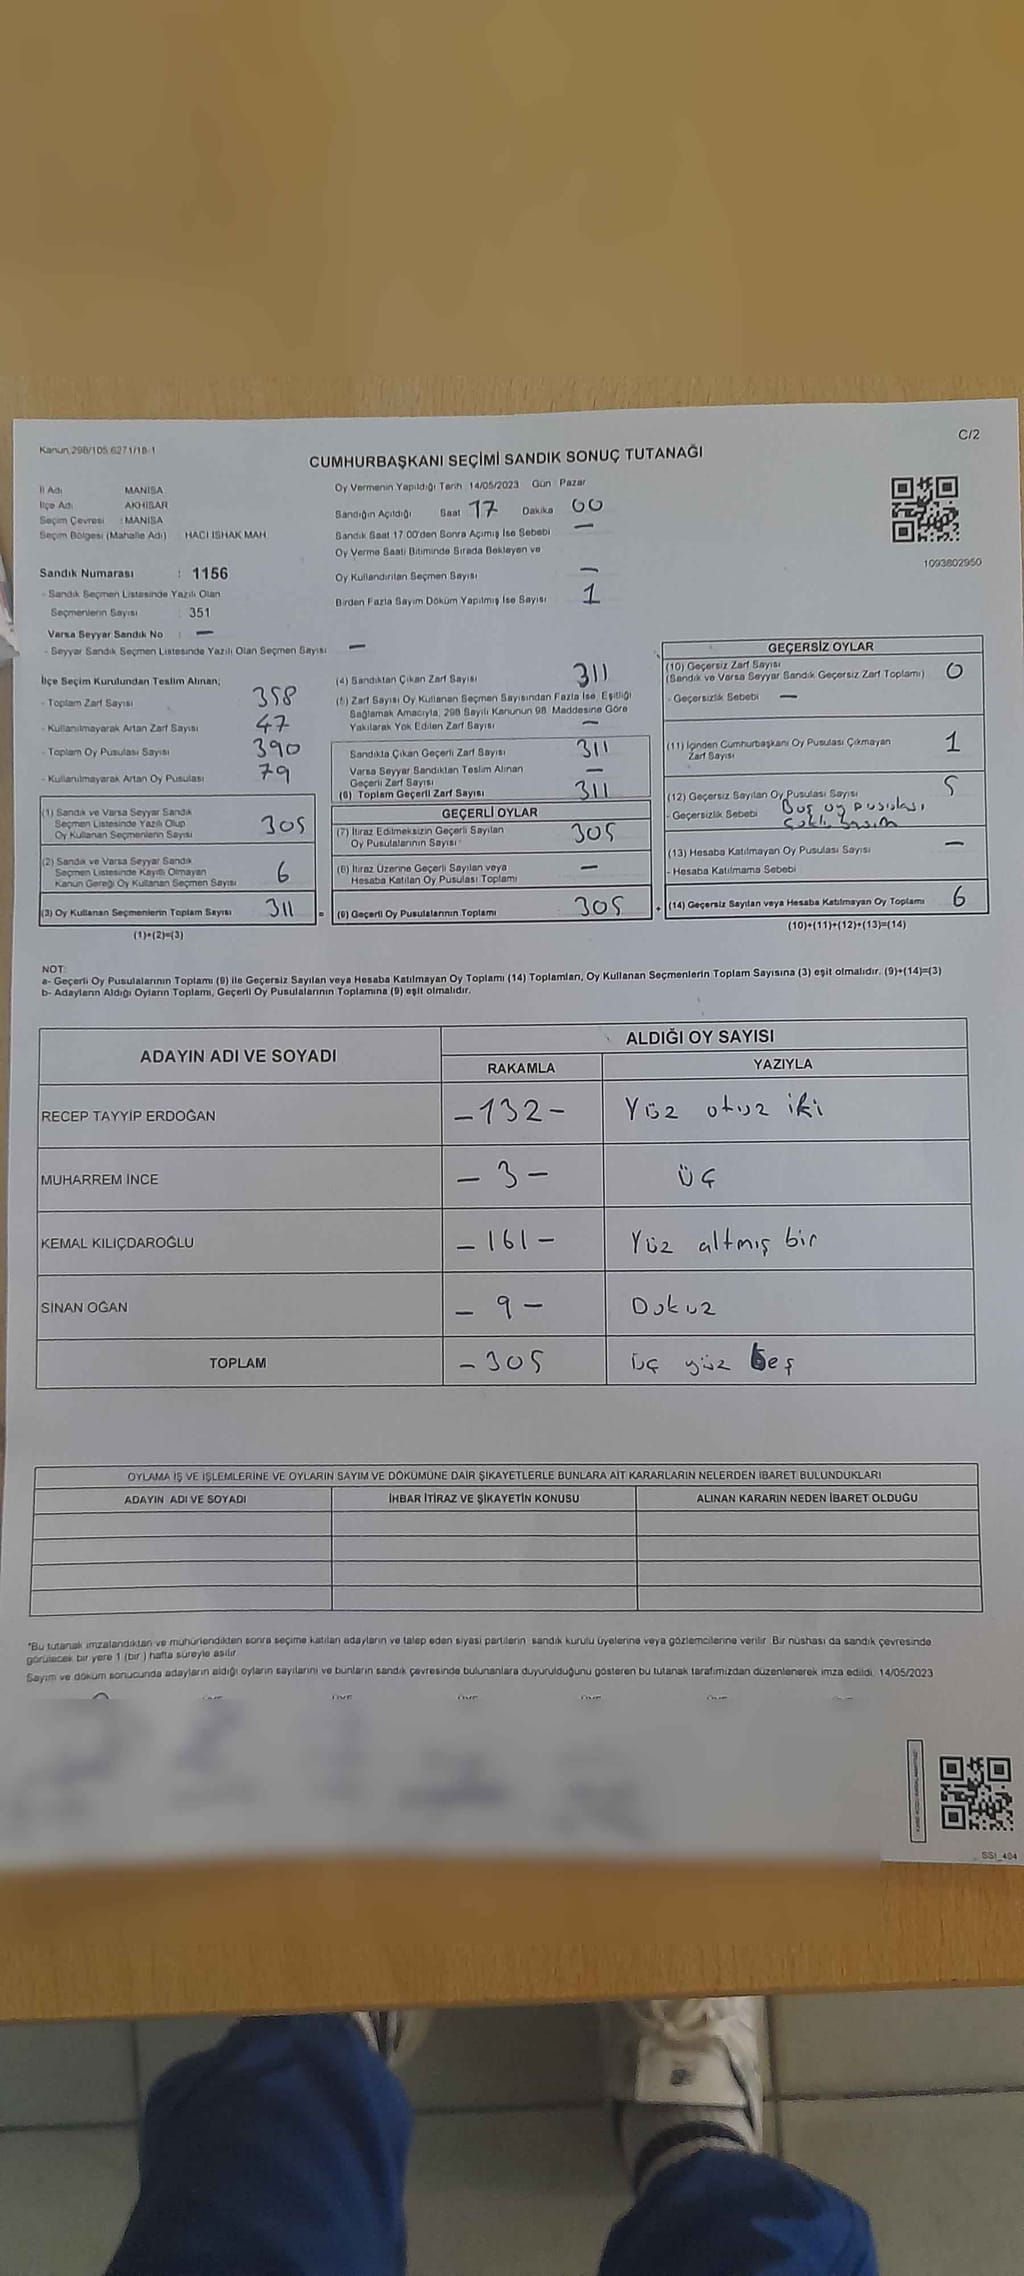 Kanun 298/105 6271/18-1
C/2
CUMHURBAŞKANI SEÇİMİ SANDIK SONUÇ TUTANAĞI
İl Adı MANİSA
İlçe Adı AKHİSAR
Seçim Çevresi : MANİSA
Seçim Bölgesi (Mahalle Adı) HACI ISHAK MAH
Sandık Numarası : 1156
- Sandık Seçmen Listesinde Yazılı Olan
Seçmenlerin Sayısı : 351
Varsa Seyyar Sandık No : —
- Seyyar Sandık Seçmen Listesinde Yazılı Olan Seçmen Sayısı —
Oy Vermenin Yapıldığı Tarih 14/05/2023 Gün Pazar
Sandığın Açıldığı Saat 17 Dakika 00
Sandık Saat 17.00'den Sonra Açımış İse Sebebi —
Oy Verme Saati Bitiminde Sırada Bekleyen ve
Oy Kullandırılan Seçmen Sayısı —
Birden Fazla Sayım Döküm Yapılmış İse Sayısı 1
1093802950
İlçe Seçim Kurulundan Teslim Alınan;
- Toplam Zarf Sayısı 358
- Kullanılmayarak Artan Zarf Sayısı 47
- Toplam Oy Pusulası Sayısı 390
- Kullanılmayarak Artan Oy Pusulası 79
(1) Sandık ve Varsa Seyyar Sandık
Seçmen Listesinde Yazılı Olup
Oy Kullanan Seçmenlerin Sayısı 305
(2) Sandık ve Varsa Seyyar Sandık
Seçmen Listesinde Kayıtlı Olmayan
Kanun Gereği Oy Kullanan Seçmen Sayısı 6
(3) Oy Kullanan Seçmenlerin Toplam Sayısı 311
(1)+(2)=(3)
=
(4) Sandıktan Çıkan Zarf Sayısı 311
(5) Zarf Sayısı Oy Kullanan Seçmen Sayısından Fazla İse, Eşitliği
Sağlamak Amacıyla, 298 Sayılı Kanunun 98. Maddesine Göre
Yakılarak Yok Edilen Zarf Sayısı —
Sandıkta Çıkan Geçerli Zarf Sayısı 311
Varsa Seyyar Sandıktan Teslim Alınan
Geçerli Zarf Sayısı —
(6) Toplam Geçerli Zarf Sayısı 311
GEÇERLİ OYLAR
(7) İtiraz Edilmeksizin Geçerli Sayılan
Oy Pusulalarının Sayısı 305
(8) İtiraz Üzerine Geçerli Sayılan veya
Hesaba Katılan Oy Pusulası Toplamı —
(9) Geçerli Oy Pusulalarının Toplamı 305
+
GEÇERSİZ OYLAR
(10) Geçersiz Zarf Sayısı
(Sandık ve Varsa Seyyar Sandık Geçersiz Zarf Toplamı) 0
- Geçersizlik Sebebi —
(11) İçinden Cumhurbaşkanı Oy Pusulası Çıkmayan
Zarf Sayısı 1
(12) Geçersiz Sayılan Oy Pusulası Sayısı 5
- Geçersizlik Sebebi Boş oy pusulası
(13) Hesaba Katılmayan Oy Pusulası Sayısı —
- Hesaba Katılmama Sebebi
(14) Geçersiz Sayılan veya Hesaba Katılmayan Oy Toplamı 6
(10)+(11)+(12)+(13)=(14)
NOT:
a- Geçerli Oy Pusulalarının Toplamı (9) ile Geçersiz Sayılan veya Hesaba Katılmayan Oy Toplamı (14) Toplamları, Oy Kullanan Seçmenlerin Toplam Sayısına (3) eşit olmalıdır. (9)+(14)=(3)
b- Adayların Aldığı Oyların Toplamı, Geçerli Oy Pusulalarının Toplamına (9) eşit olmalıdır.
ADAYIN ADI VE SOYADI ALDIĞI OY SAYISI
RAKAMLA YAZIYLA
RECEP TAYYİP ERDOĞAN –132– Yüz otuz iki
MUHARREM İNCE –3– üç
KEMAL KILIÇDAROĞLU –161– Yüz altmış bir
SİNAN OĞAN –9– Dokuz
TOPLAM –305 üç yüz beş
OYLAMA İŞ VE İŞLEMLERİNE VE OYLARIN SAYIM VE DÖKÜMÜNE DAİR ŞİKAYETLERLE BUNLARA AİT KARARLARIN NELERDEN İBARET BULUNDUKLARI
ADAYIN ADI VE SOYADI İHBAR İTİRAZ VE ŞİKAYETİN KONUSU ALINAN KARARIN NEDEN İBARET OLDUĞU
*Bu tutanak imzalandıktan ve mühürlendikten sonra seçime katılan adayların ve talep eden siyasi partilerin sandık kurulu üyelerine veya gözlemcilerine verilir. Bir nüshası da sandık çevresinde
görülecek bir yere 1 (bir ) hafta süreyle asılır.
Sayım ve döküm sonucunda adayların aldığı oyların sayılarını ve bunların sandık çevresinde bulunanlara duyurulduğunu gösteren bu tutanak tarafımızdan düzenlenerek imza edildi. 14/05/2023
SSI_404